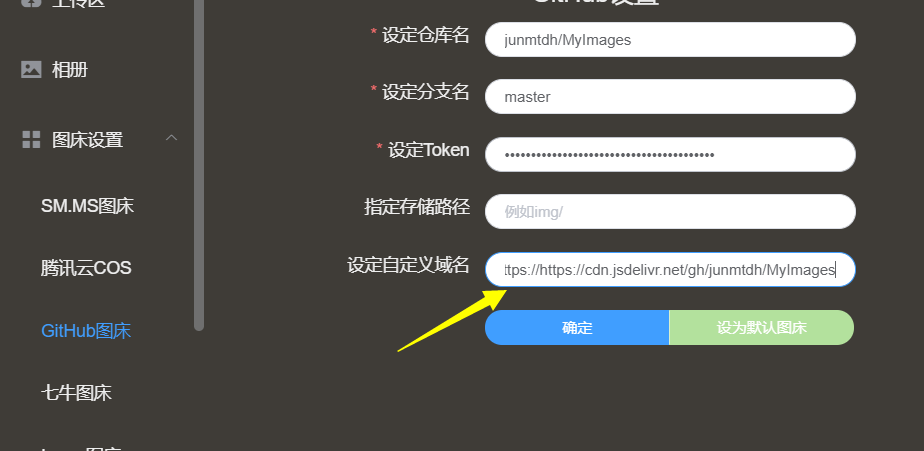 上传区
GitHub设置
* 设定仓库名
junmtdh/MyImages
相册
* 设定分支名
master
图床设置
* 设定Token
••••••••••••••••••••••••••••••••••••••••
SM.MS图床
指定存储路径
例如img/
腾讯云COS
设定自定义域名
ttps://https://cdn.jsdelivr.net/gh/junmtdh/MyImages
GitHub图床
确定
设为默认图床
七牛图床